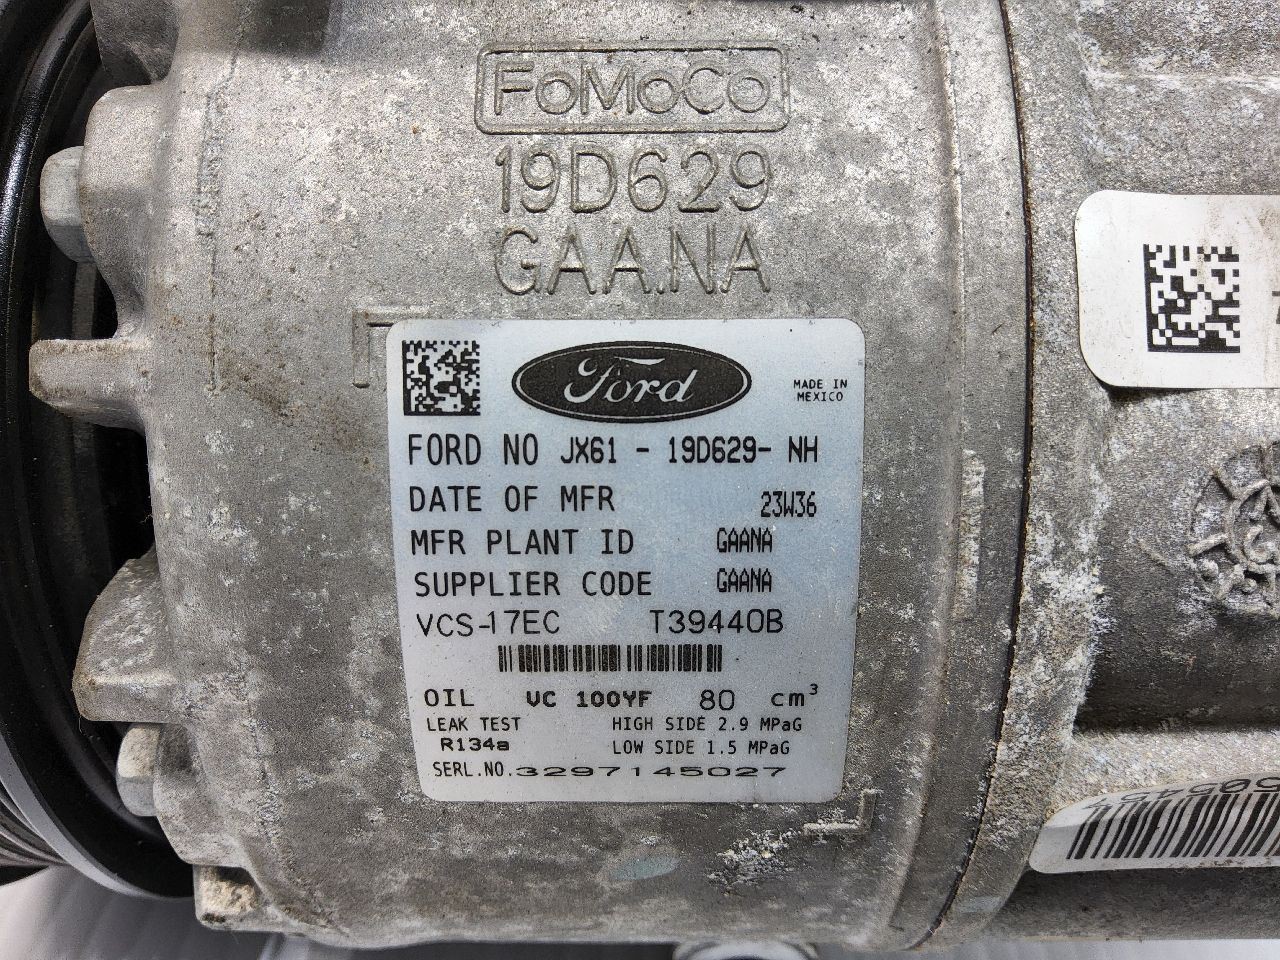 FoMoCo
19D629
GAA.NA
Ford
MADE IN
MEXICO
FORD NO JX61 - 19D629- NH
DATE OF MFR 23W36
MFR PLANT ID GAANA
SUPPLIER CODE GAANA
VCS-17EC T39440B
OIL VC 100YF 80 cm³
LEAK TEST HIGH SIDE 2.9 MPaG
R134a LOW SIDE 1.5 MPaG
SERL.NO.3297145027